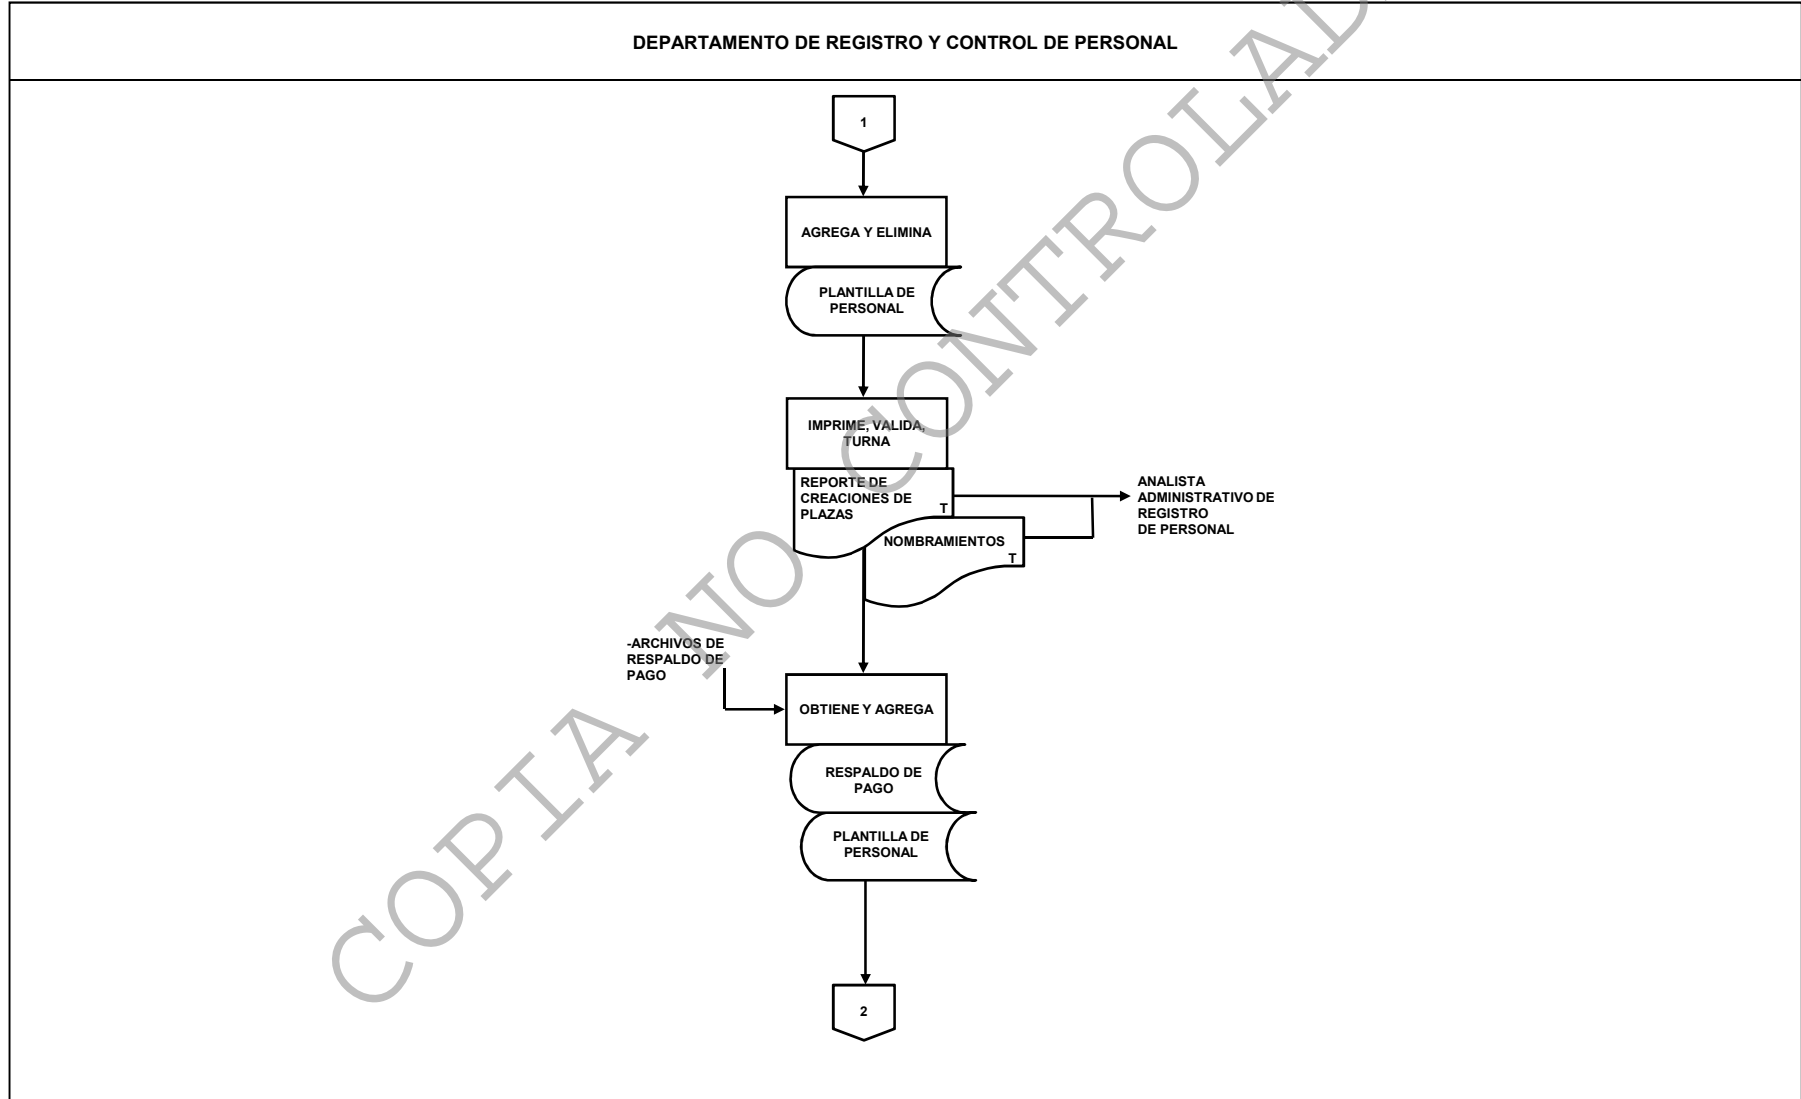 DEPARTAMENTO DE REGISTRO Y CONTROL DE PERSONAL
1
AGREGA Y ELIMINA
PLANTILLA DE
PERSONAL
IMPRIME, VALIDA,
TURNA
REPORTE DE
CREACIONES DE
PLAZAS
T
NOMBRAMIENTOS
T
ANALISTA
ADMINISTRATIVO DE
REGISTRO
DE PERSONAL
-ARCHIVOS DE
RESPALDO DE
PAGO
OBTIENE Y AGREGA
RESPALDO DE
PAGO
PLANTILLA DE
PERSONAL
2
COPIA NO CONTROLAD